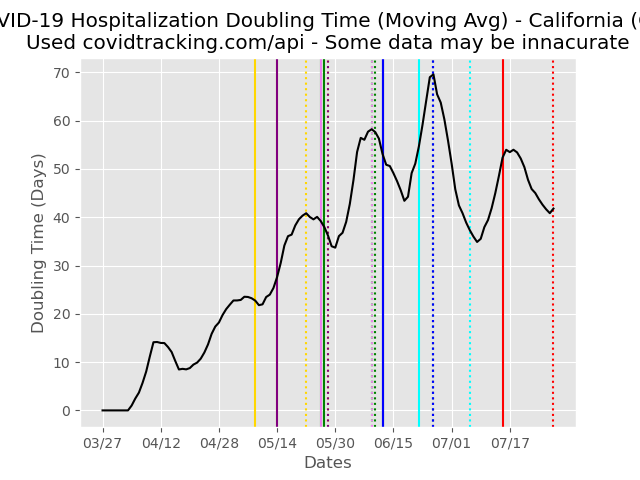 VID-19 Hospitalization Doubling Time (Moving Avg) - California (
Used covidtracking.com/api - Some data may be innacurate
70
60
50
40
30
20
10
0
Doubling Time (Days)
03/27 04/12 04/28 05/14 05/30 06/15 07/01 07/17
Dates